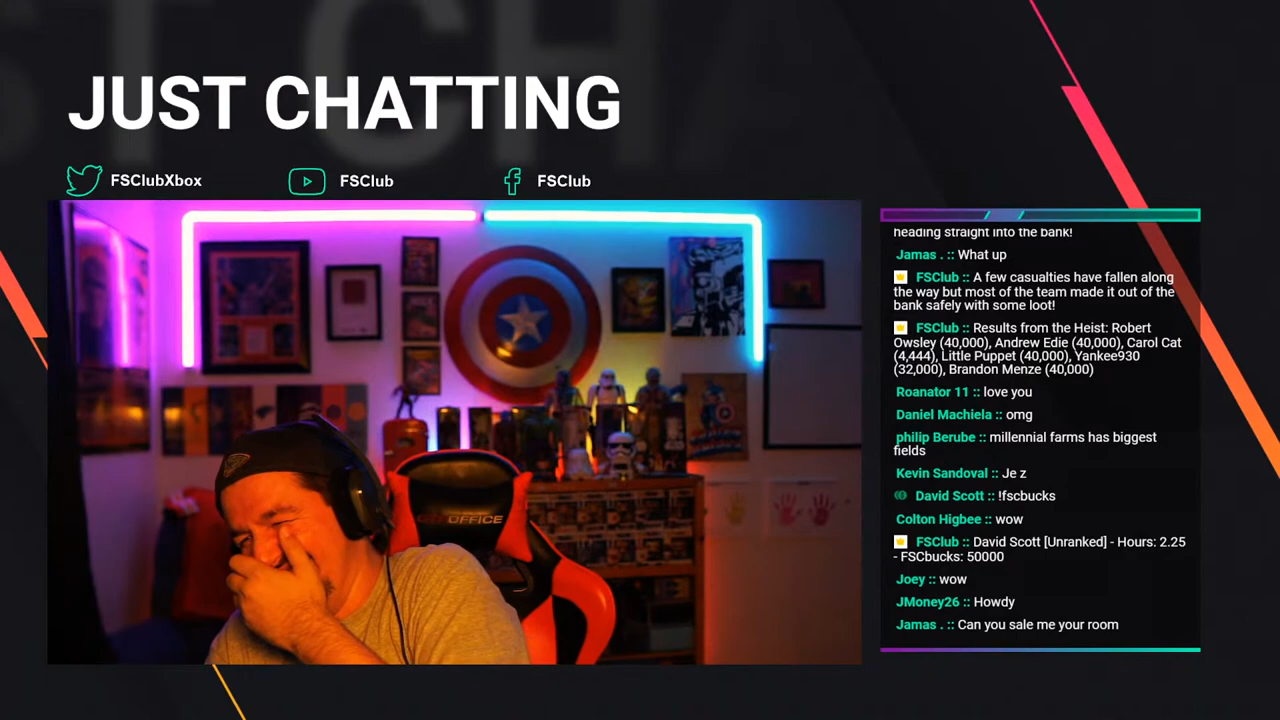 JUST CHATTING
FSClubXbox
FSClub
FSClub
heading straight into the bank!
Jamas . :: What up
FSClub :: A few casualties have fallen along
the way but most of the team made it out of the
bank safely with some loot!
FSClub :: Results from the Heist: Robert
Owsley (40,000), Andrew Edie (40,000), Carol Cat
(4,444), Little Puppet (40,000), Yankee930
(32,000), Brandon Menze (40,000)
Roanator 11 :: love you
Daniel Machiela :: omg
philip Berube :: millennial farms has biggest
fields
Kevin Sandoval :: Je z
David Scott :: !fscbucks
Colton Higbee :: wow
FSClub :: David Scott [Unranked] - Hours: 2.25
- FSCbucks: 50000
Joey :: wow
JMoney26 :: Howdy
Jamas . :: Can you sale me your room
OFFICE